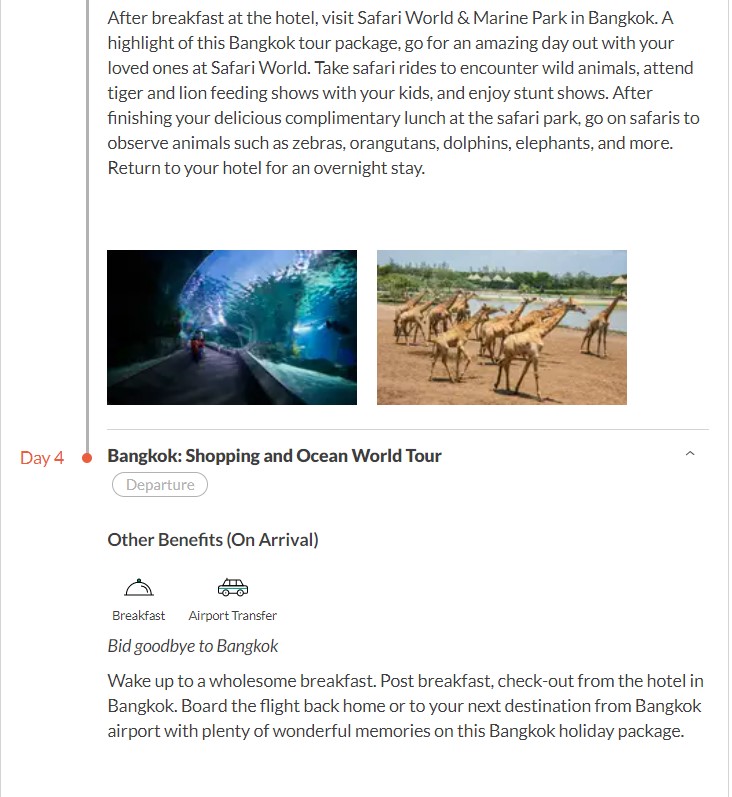 After breakfast at the hotel, visit Safari World & Marine Park in Bangkok. A
highlight of this Bangkok tour package, go for an amazing day out with your
loved ones at Safari World. Take safari rides to encounter wild animals, attend
tiger and lion feeding shows with your kids, and enjoy stunt shows. After
finishing your delicious complimentary lunch at the safari park, go on safaris to
observe animals such as zebras, orangutans, dolphins, elephants, and more.
Return to your hotel for an overnight stay.
Day 4
Bangkok: Shopping and Ocean World Tour
Departure
Other Benefits (On Arrival)
Breakfast
Airport Transfer
Bid goodbye to Bangkok
Wake up to a wholesome breakfast. Post breakfast, check-out from the hotel in
Bangkok. Board the flight back home or to your next destination from Bangkok
airport with plenty of wonderful memories on this Bangkok holiday package.